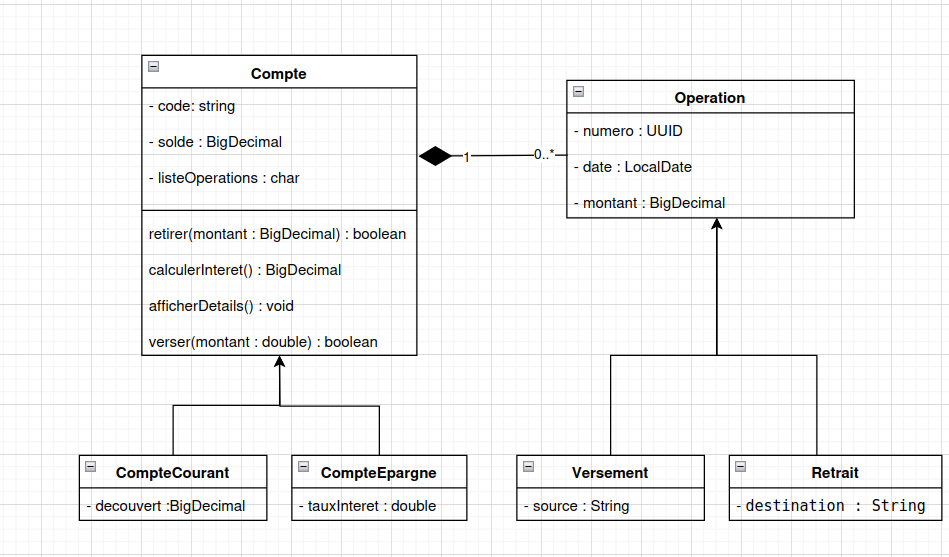 Compte
- code: string
- solde : BigDecimal
- listeOperations : char
retirer(montant : BigDecimal) : boolean
calculerInteret() : BigDecimal
afficherDetails() : void
verser(montant : double) : boolean
1
0..*
Operation
- numero : UUID
- date : LocalDate
- montant : BigDecimal
CompteCourant
- decouvert :BigDecimal
CompteEpargne
- tauxInteret : double
Versement
- source : String
Retrait
- destination : String